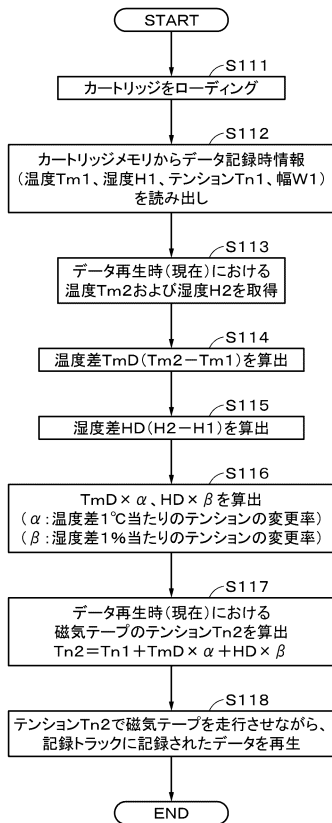 START
S111
カートリッジをローディング
S112
カートリッジメモリからデータ記録時情報
(温度Tm1、湿度H1、テンションTn1、幅W1)
を読み出し
S113
データ再生時(現在)における
温度Tm2および湿度H2を取得
S114
温度差TmD(Tm2-Tm1)を算出
S115
湿度差HD(H2-H1)を算出
S116
TmD×α、HD×βを算出
(α:温度差1℃当たりのテンションの変更率)
(β:湿度差1%当たりのテンションの変更率)
S117
データ再生時(現在)における
磁気テープのテンションTn2を算出
Tn2=Tn1+TmD×α+HD×β
S118
テンションTn2で磁気テープを走行させながら、
記録トラックに記録されたデータを再生
END